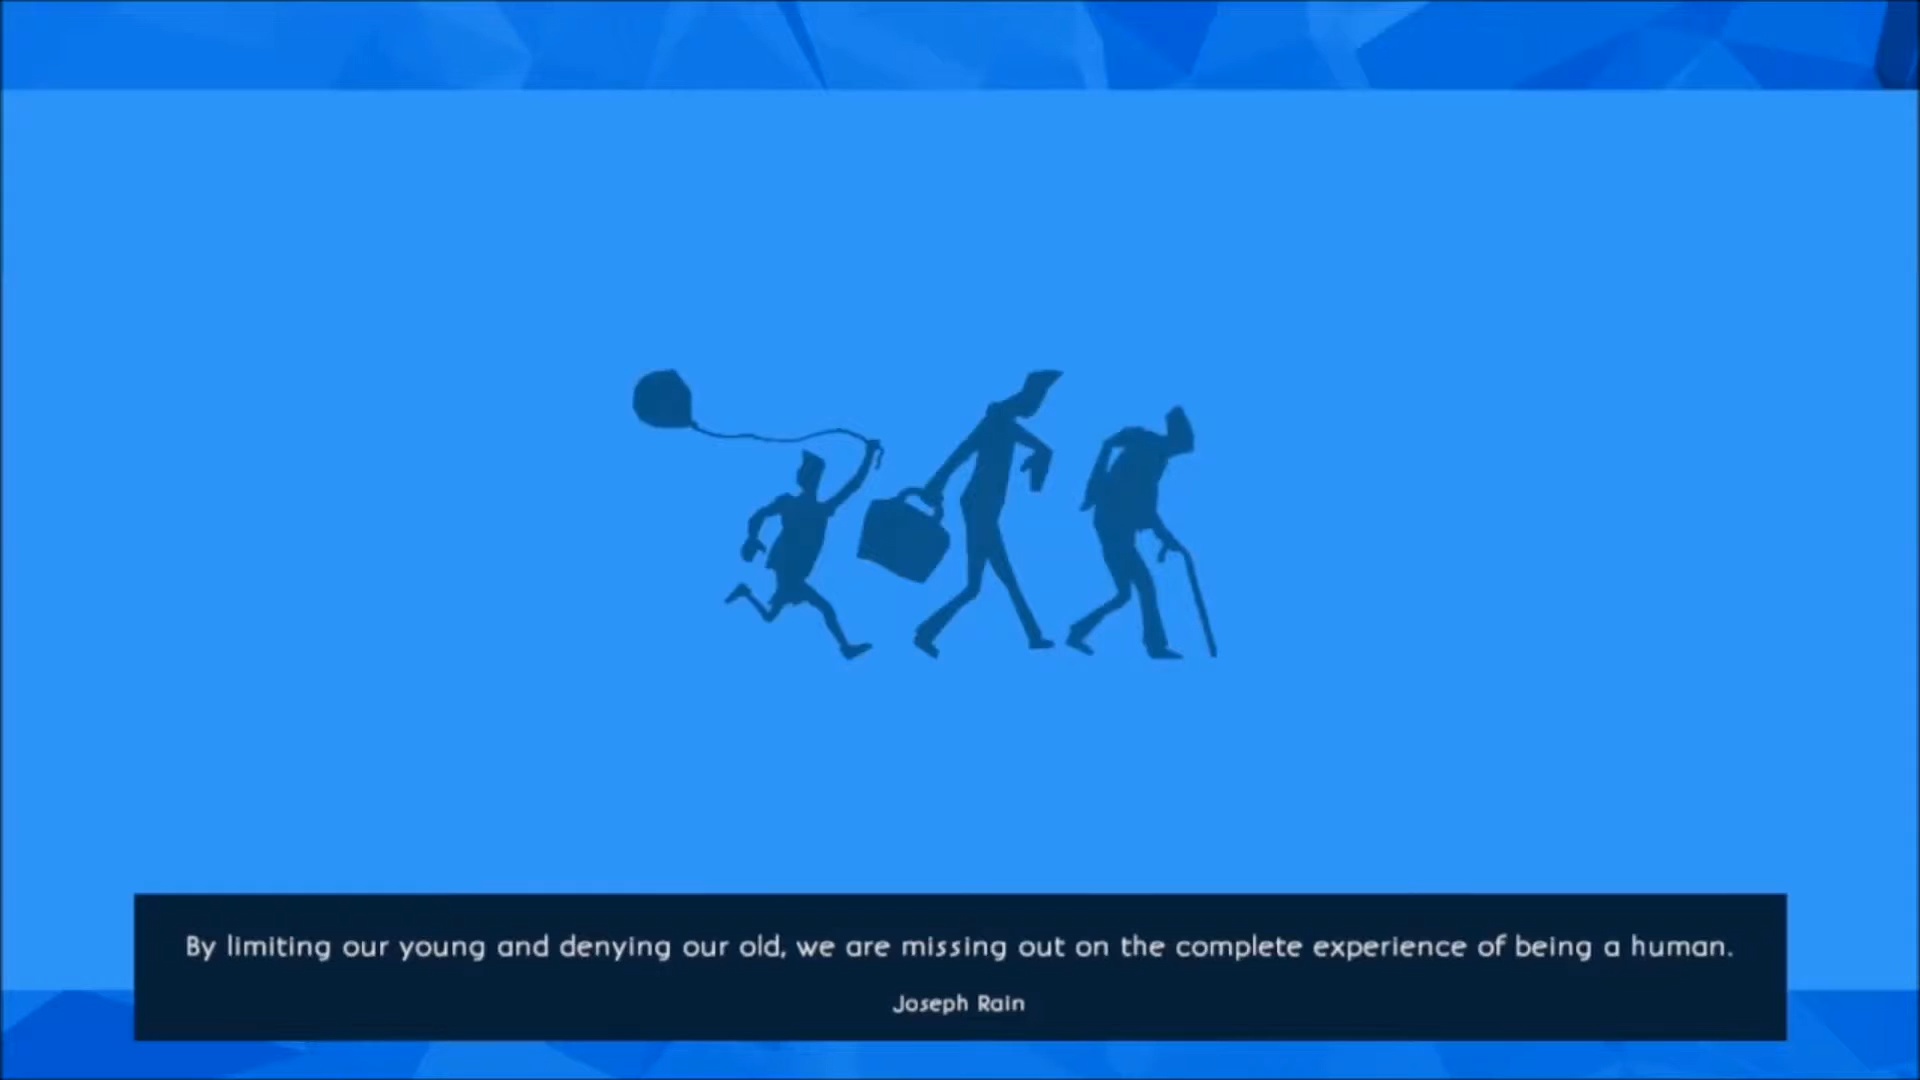 By limiting our young and denying our old, we are missing out on the complete experience of being a human.
Joseph Rain